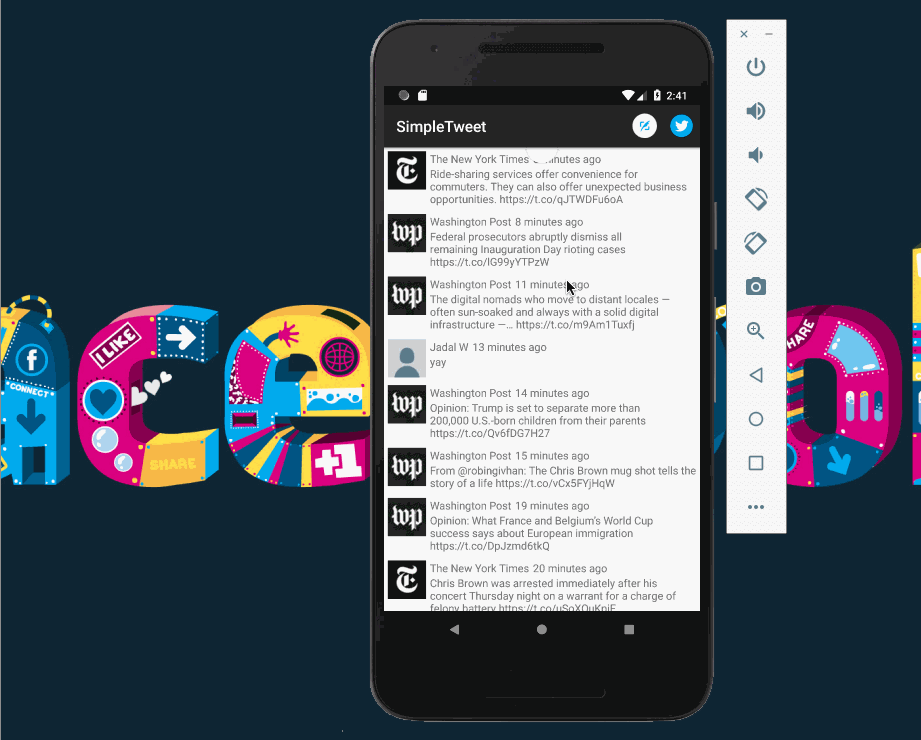 2:41
SimpleTweet
The New York Times minutes ago
Ride-sharing services offer convenience for
commuters. They can also offer unexpected business
opportunities. https://t.co/qJTWDFu6oA
Washington Post 8 minutes ago
Federal prosecutors abruptly dismiss all
remaining Inauguration Day rioting cases
https://t.co/IG99yYTPzW
Washington Post 11 minutes ago
The digital nomads who move to distant locales —
often sun-soaked and always with a solid digital
infrastructure —… https://t.co/m9Am1Tuxfj
Jadal W 13 minutes ago
yay
Washington Post 14 minutes ago
Opinion: Trump is set to separate more than
200,000 U.S.-born children from their parents
https://t.co/Qv6fDG7H27
Washington Post 15 minutes ago
From @robingivhan: The Chris Brown mug shot tells the
story of a life https://t.co/vCx5FYjHqW
Washington Post 19 minutes ago
Opinion: What France and Belgium's World Cup
success says about European immigration
https://t.co/DpJzmd6tkQ
The New York Times 20 minutes ago
Chris Brown was arrested immediately after his
concert Thursday night on a warrant for a charge of
felony battery https://t.co/uSoXOuKpiF
I LIKE
CONNECT
SHARE
+1
SHARE